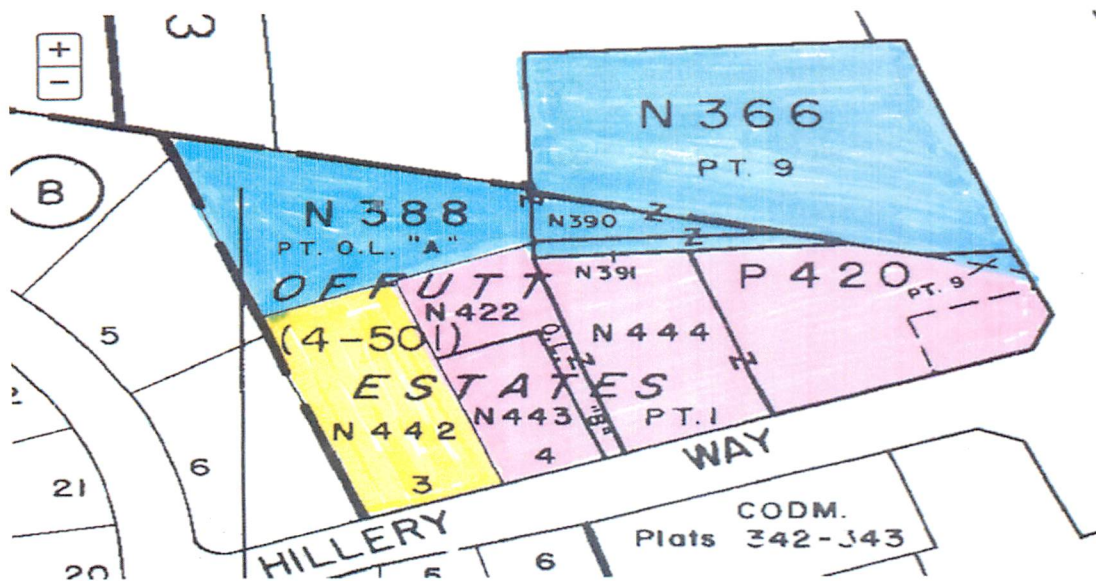 3
+
−
B
N 366
PT. 9
N 388
PT. O.L. "A"
N390
Z
Z
N391
P 420
PT. 9
OFFUTT
(4-501)
ESTATES
N422
N 444
PT. 1
Z
Z
O.L. "B"
N 442
3
N443
4
5
6
21
20
HILLERY WAY
CODM.
Plats 342-343
6